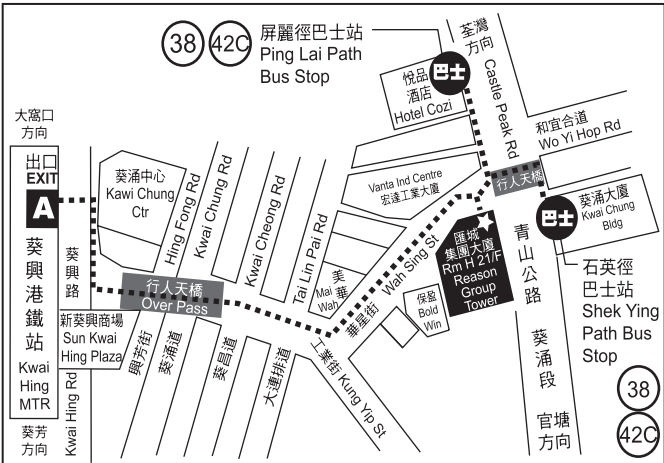 38
42C
屏麗徑巴士站
Ping Lai Path
Bus Stop
荃灣
方向
巴士
悅品
酒店
Hotel Cozi
Castle Peak Rd
和宜合道
Wo Yi Hop Rd
大窩口
方向
出口
EXIT
A
葵興港鐵站
Kwai
Hing
MTR
葵芳
方向
葵興路
Kwai Hing Rd
葵涌中心
Kawi Chung
Ctr
新葵興商場
Sun Kwai
Hing Plaza
行人天橋
Over Pass
Hing Fong Rd
興芳街
Kwai Chung Rd
葵涌道
Kwai Cheong Rd
葵昌道
Tai Lin Pai Rd
大連排道
Vanta Ind Centre
宏達工業大廈
美華
Mai
Wah
華星街
Wah Sing St
工業街 Kung Yip St
保盈
Bold
Win
匯城
集團大廈
Rm H 21/F
Reason
Group
Tower
行人天橋
巴士
葵涌大廈
Kwai Chung
Bldg
青山公路
葵涌段
官塘
方向
石英徑
巴士站
Shek Ying
Path Bus
Stop
38
42C